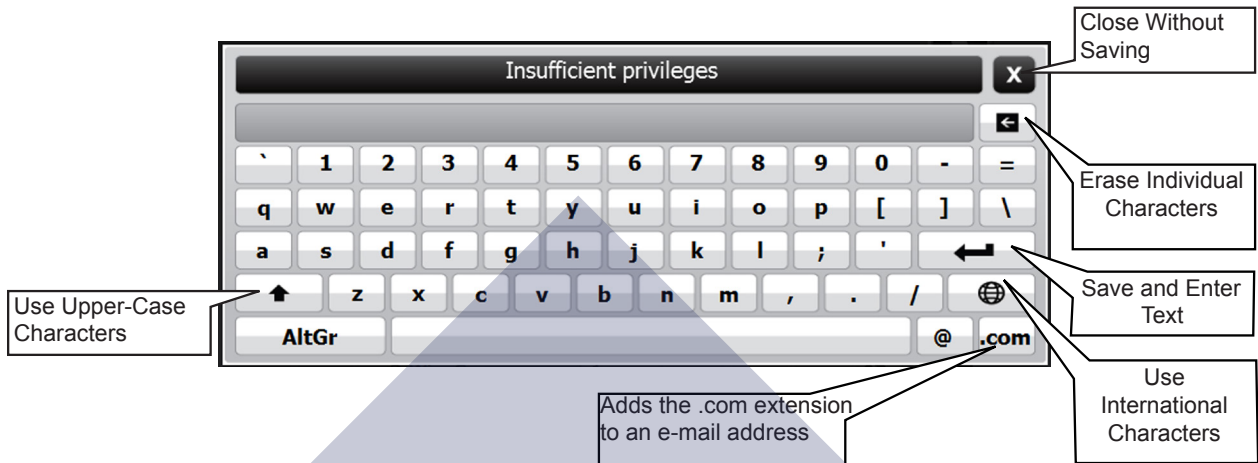 Close Without
Saving
Insufficient privileges
X
` 1 2 3 4 5 6 7 8 9 0 - =
Erase Individual
Characters
q w e r t y u i o p [ ] \
a s d f g h j k l ; '
Use Upper-Case
Characters
z x c v b n m , . /
Save and Enter
Text
AltGr @ .com
Adds the .com extension
to an e-mail address
Use
International
Characters